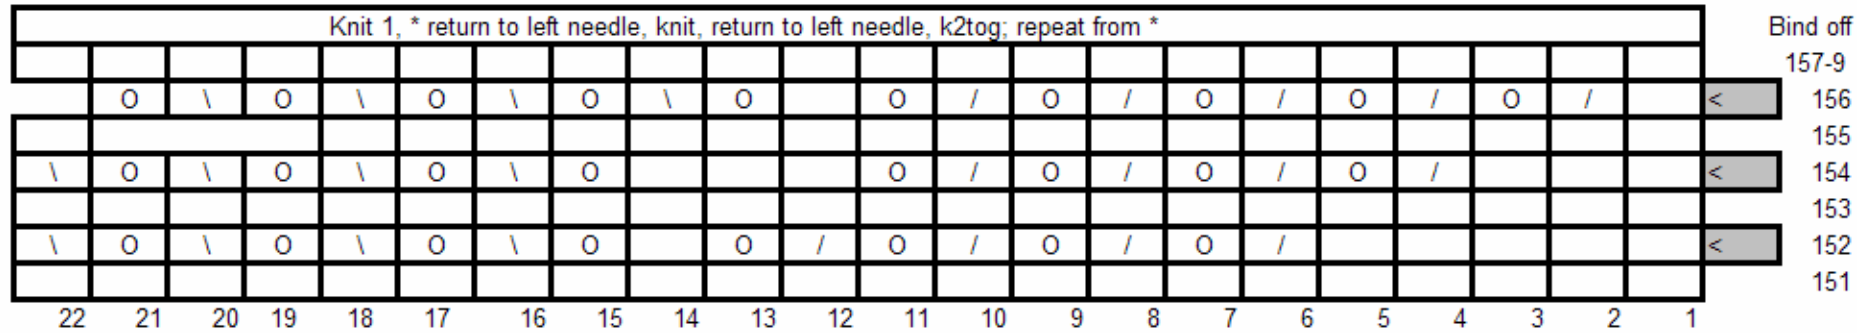 Knit 1, * return to left needle, knit, return to left needle, k2tog; repeat from * Bind off
157-9
O \ O \ O \ O \ O O / O / O / O / O / < 156
155
\ O \ O \ O \ O O / O / O / O / < 154
153
\ O \ O \ O \ O O / O / O / O / < 152
151
22 21 20 19 18 17 16 15 14 13 12 11 10 9 8 7 6 5 4 3 2 1